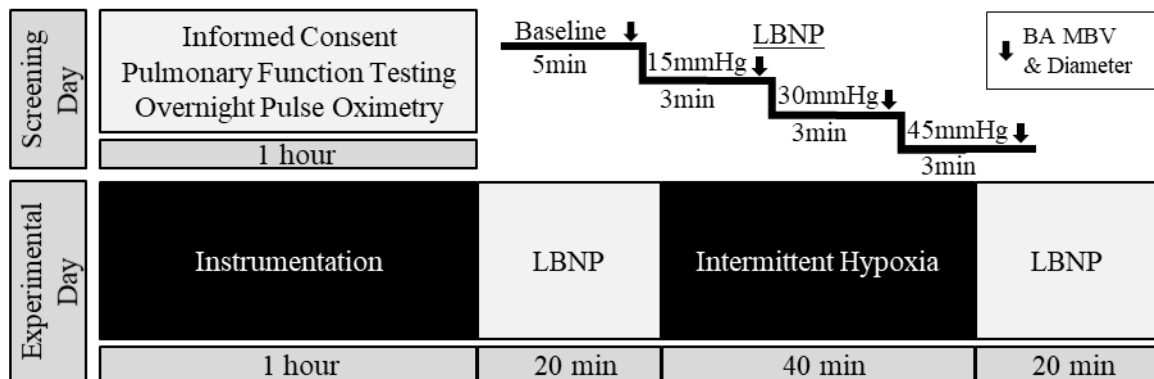 Screening
Day
Informed Consent
Pulmonary Function Testing
Overnight Pulse Oximetry
1 hour
Baseline
5min
LBNP
15mmHg
3min
30mmHg
3min
45mmHg
3min
BA MBV
& Diameter
Experimental
Day
Instrumentation
LBNP
Intermittent Hypoxia
LBNP
1 hour
20 min
40 min
20 min